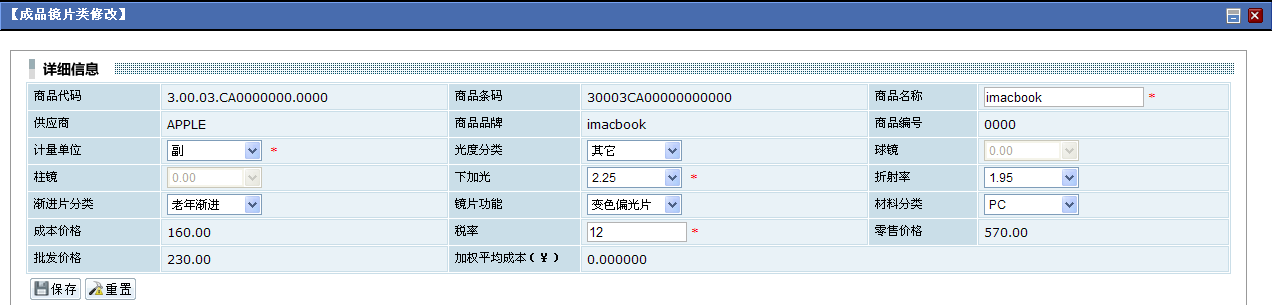 【成品镜片类修改】
详细信息
商品代码 3.00.03.CA0000000.0000 商品条码 30003CA00000000000 商品名称 imacbook *
供应商 APPLE 商品品牌 imacbook 商品编号 0000
计量单位 副 * 光度分类 其它 球镜 0.00
柱镜 0.00 下加光 2.25 * 折射率 1.95
渐进片分类 老年渐进 镜片功能 变色偏光片 材料分类 PC
成本价格 160.00 税率 12 * 零售价格 570.00
批发价格 230.00 加权平均成本(¥) 0.000000
保存 重置